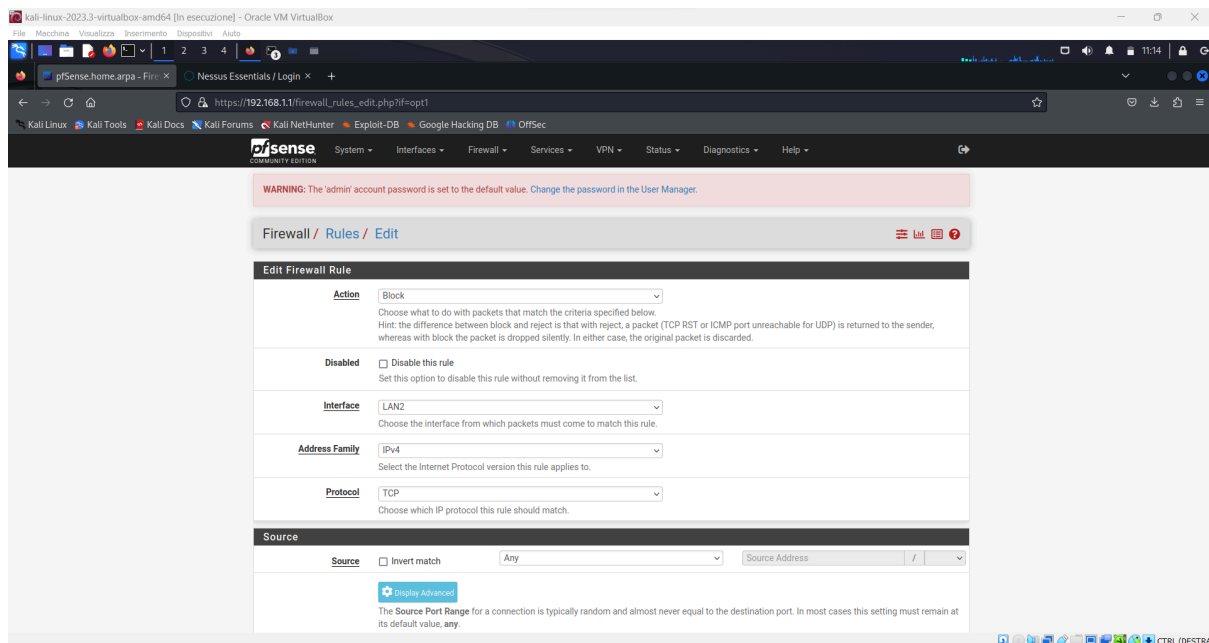 kali-linux-2023.3-virtualbox-amd64 [In esecuzione] - Oracle VM VirtualBox
File Macchina Visualizza Inserimento Dispositivi Aiuto
1 2 3 4 11:14
pfSense.home.arpa - Fire Nessus Essentials / Login
https://192.168.1.1/firewall_rules_edit.php?if=opt1
Kali Linux Kali Tools Kali Docs Kali Forums Kali NetHunter Exploit-DB Google Hacking DB OffSec
pfsense System Interfaces Firewall Services VPN Status Diagnostics Help
COMMUNITY EDITION
WARNING: The 'admin' account password is set to the default value. Change the password in the User Manager.
Firewall / Rules / Edit
Edit Firewall Rule
Action Block
Choose what to do with packets that match the criteria specified below.
Hint: the difference between block and reject is that with reject, a packet (TCP RST or ICMP port unreachable for UDP) is returned to the sender,
whereas with block the packet is dropped silently. In either case, the original packet is discarded.
Disabled Disable this rule
Set this option to disable this rule without removing it from the list.
Interface LAN2
Choose the interface from which packets must come to match this rule.
Address Family IPv4
Select the Internet Protocol version this rule applies to.
Protocol TCP
Choose which IP protocol this rule should match.
Source
Source Invert match Any Source Address /
Display Advanced
The Source Port Range for a connection is typically random and almost never equal to the destination port. In most cases this setting must remain at
its default value, any.
CTRL (DESTRA